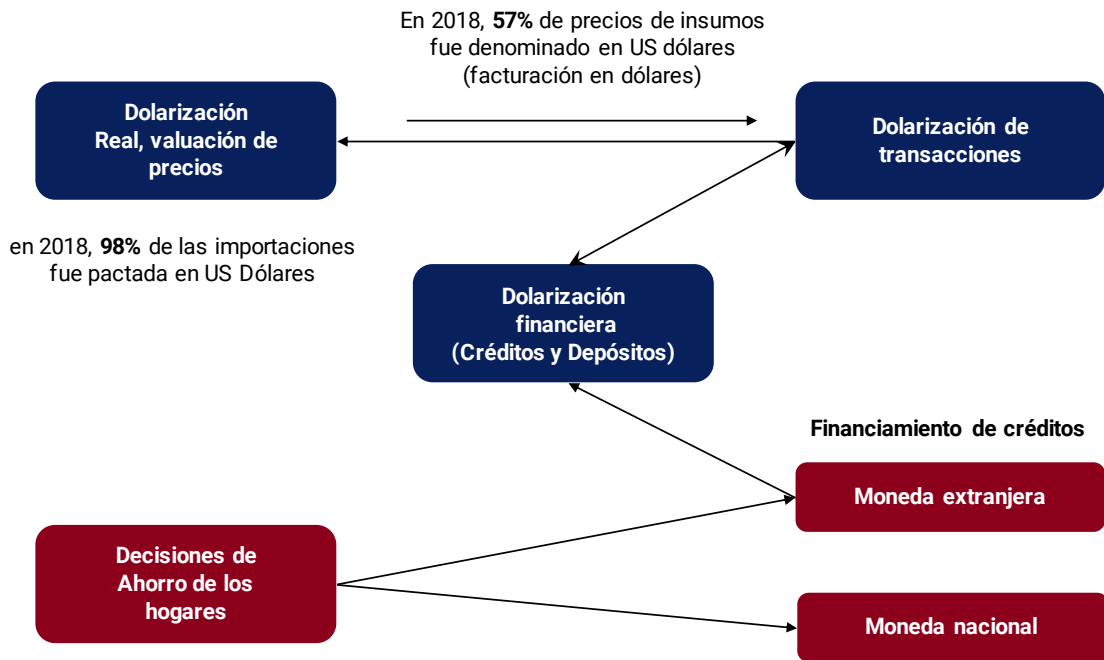 En 2018, 57% de precios de insumos
fue denominado en US dólares
(facturación en dólares)
Dolarización
Real, valuación de
precios
Dolarización de
transacciones
en 2018, 98% de las importaciones
fue pactada en US Dólares
Dolarización
financiera
(Créditos y Depósitos)
Financiamiento de créditos
Moneda extranjera
Decisiones de
Ahorro de los
hogares
Moneda nacional